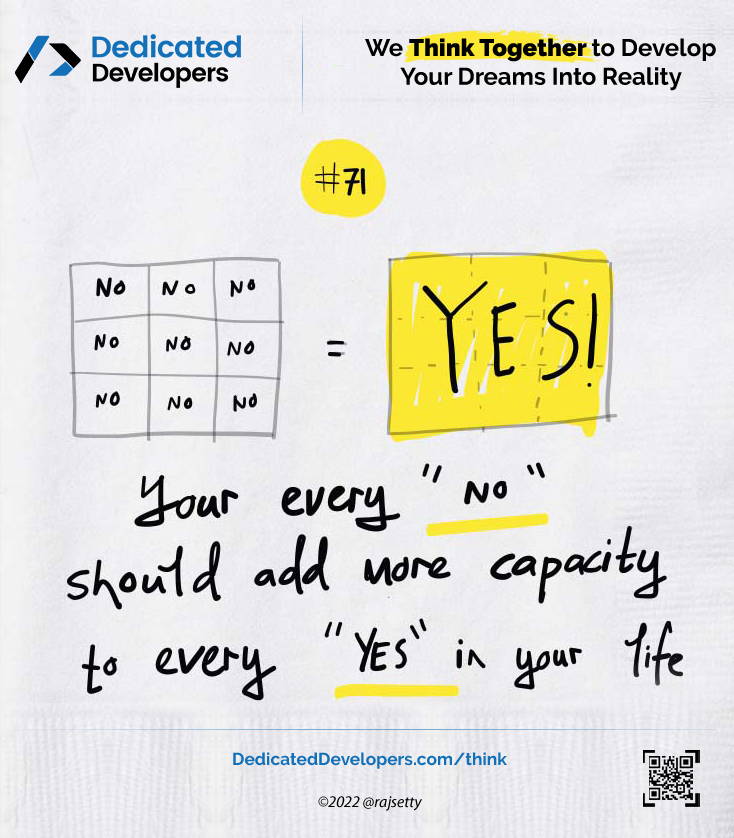 Dedicated
Developers
We Think Together to Develop
Your Dreams Into Reality
#71
NO NO NO
NO NO NO
NO NO NO
=
YES!
Your every "NO"
should add more capacity
to every "YES" in your life
DedicatedDevelopers.com/think
©2022 @rajsetty